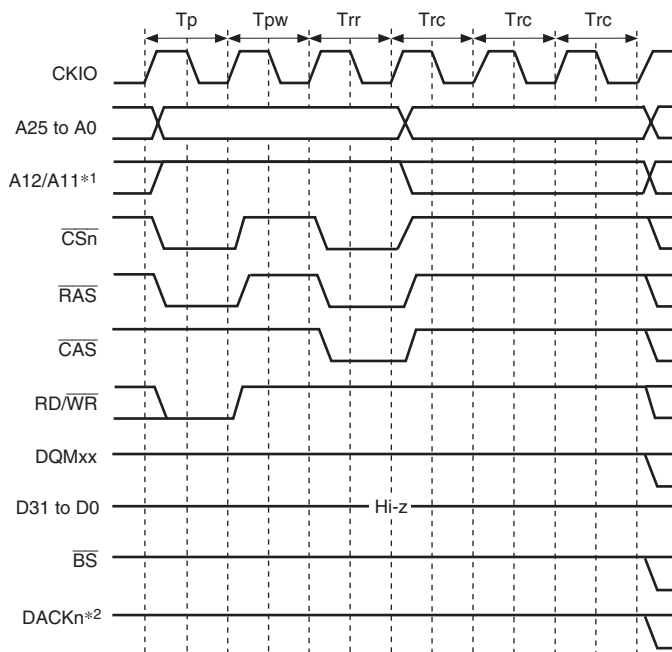 Tp Tpw Trr Trc Trc Trc
CKIO
A25 to A0
A12/A11*1
CSn
RAS
CAS
RD/WR
DQMxx
D31 to D0 Hi-z
BS
DACKn*2